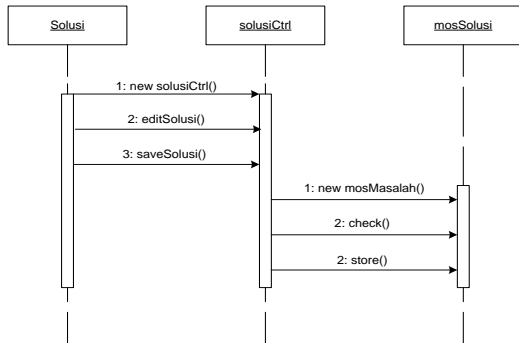 Solusi
solusiCtrl
mosSolusi
1: new solusiCtrl()
2: editSolusi()
3: saveSolusi()
1: new mosMasalah()
2: check()
2: store()